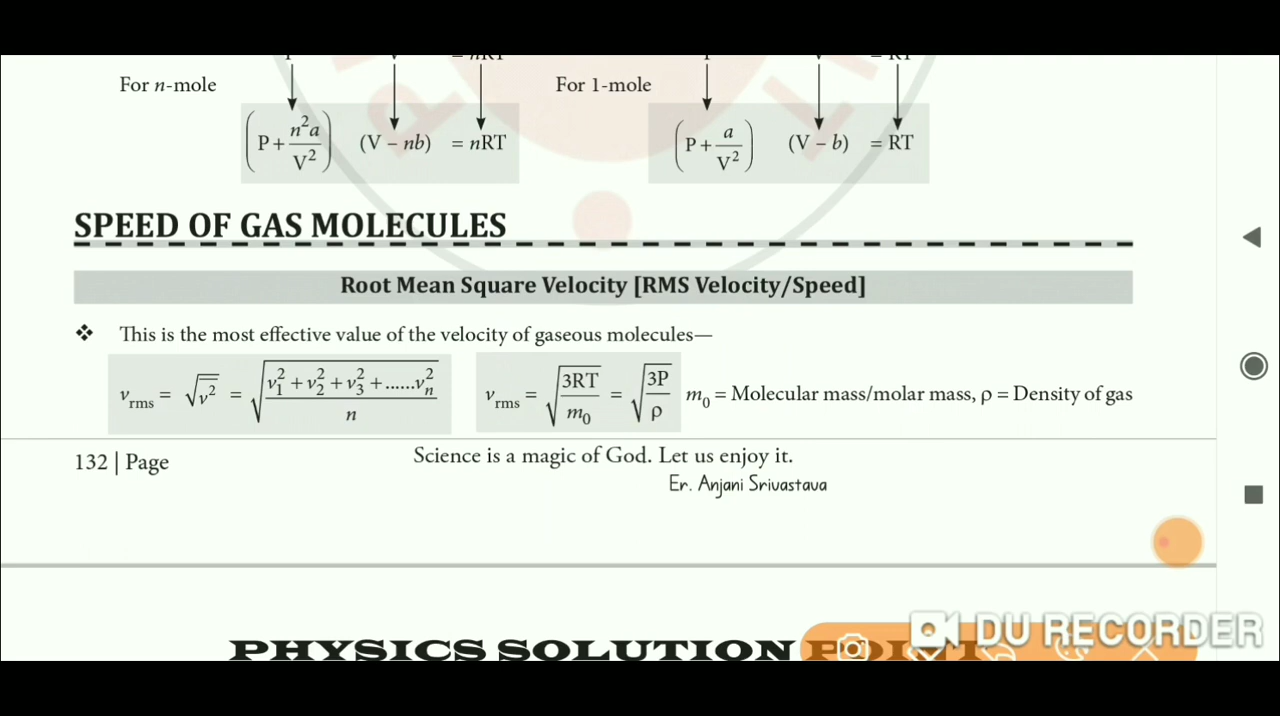 For n-mole For 1-mole
(P + n²a/V²) (V – nb) = nRT (P + a/V²) (V – b) = RT
SPEED OF GAS MOLECULES
Root Mean Square Velocity [RMS Velocity/Speed]
❖ This is the most effective value of the velocity of gaseous molecules—
v_rms = √(v̅²) = √((v₁² + v₂² + v₃² + ......vₙ²)/n) v_rms = √(3RT/m₀) = √(3P/ρ) m₀ = Molecular mass/molar mass, ρ = Density of gas
132 | Page Science is a magic of God. Let us enjoy it.
Er. Anjani Srivastava
DU RECORDER
PHYSICS SOLUTION POINT